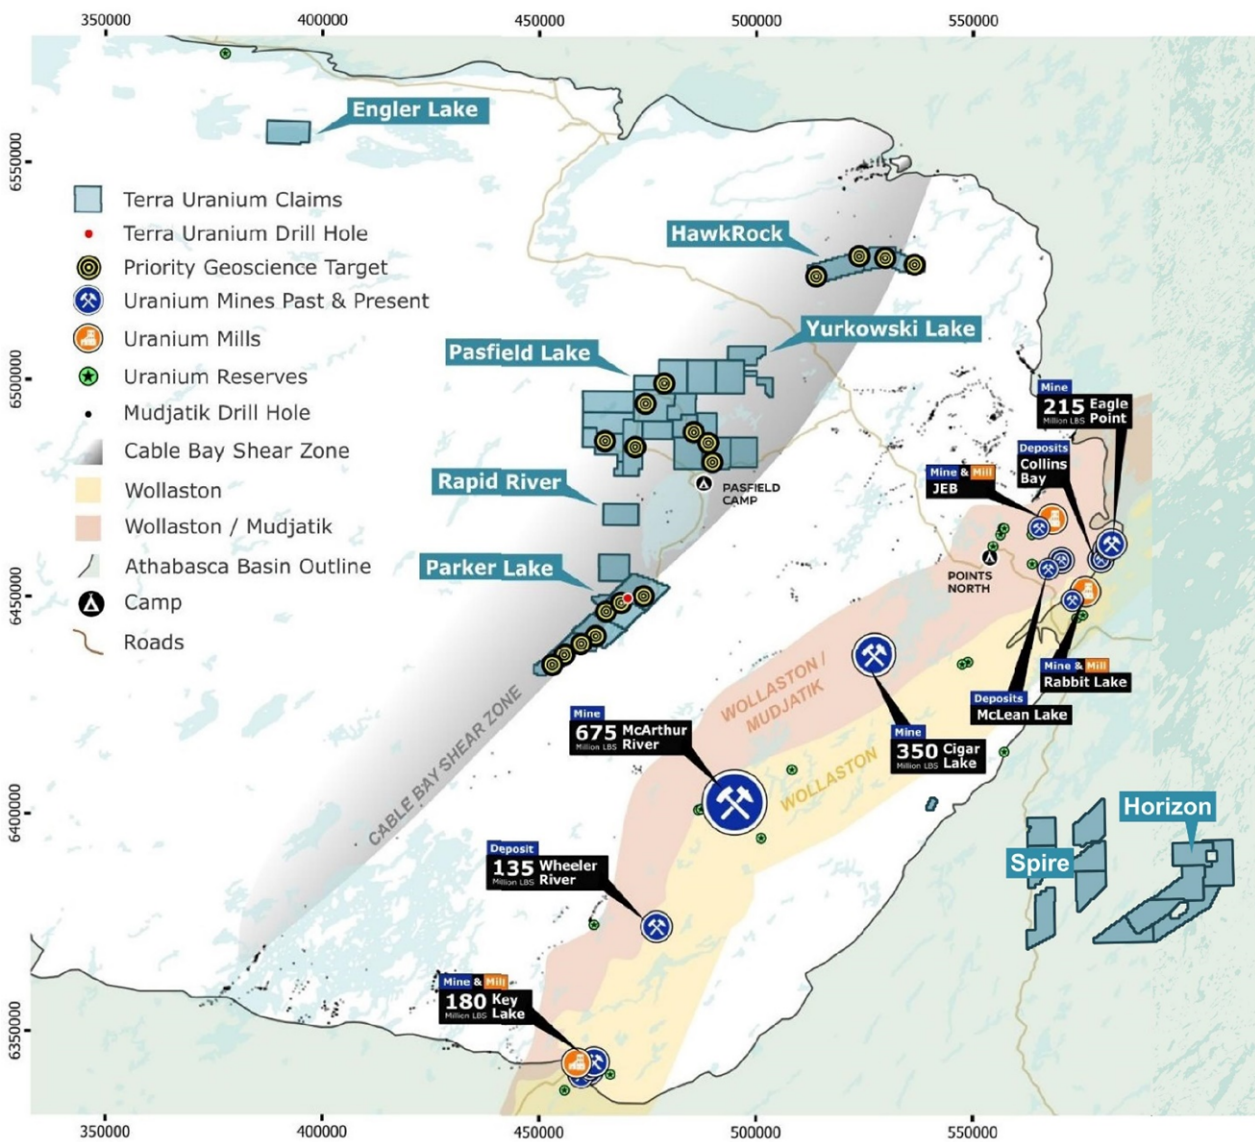 350000 400000 450000 500000 550000
Engler Lake
6550000
Terra Uranium Claims
Terra Uranium Drill Hole
Priority Geoscience Target
Uranium Mines Past & Present
Uranium Mills
Uranium Reserves
Mudjatik Drill Hole
Cable Bay Shear Zone
Wollaston
Wollaston / Mudjatik
Athabasca Basin Outline
Camp
Roads
HawkRock
Yurkowski Lake
Pasfield Lake
6500000
Mine
215 Eagle
Million LBS Point
Deposits
Collins
Bay
Mine & Mill
JEB
Rapid River
PASFIELD
CAMP
Parker Lake
POINTS
NORTH
6450000
Mine & Mill
Rabbit Lake
Deposits
McLean Lake
WOLLASTON /
MUDJATIK
Mine
675 McArthur
Million LBS River
Mine
350 Cigar
Million LBS Lake
CABLE BAY SHEAR ZONE
WOLLASTON
6400000
Horizon
Spire
Deposit
135 Wheeler
Million LBS River
Mine & Mill
180 Key
Million LBS Lake
6350000
350000 400000 450000 500000 550000